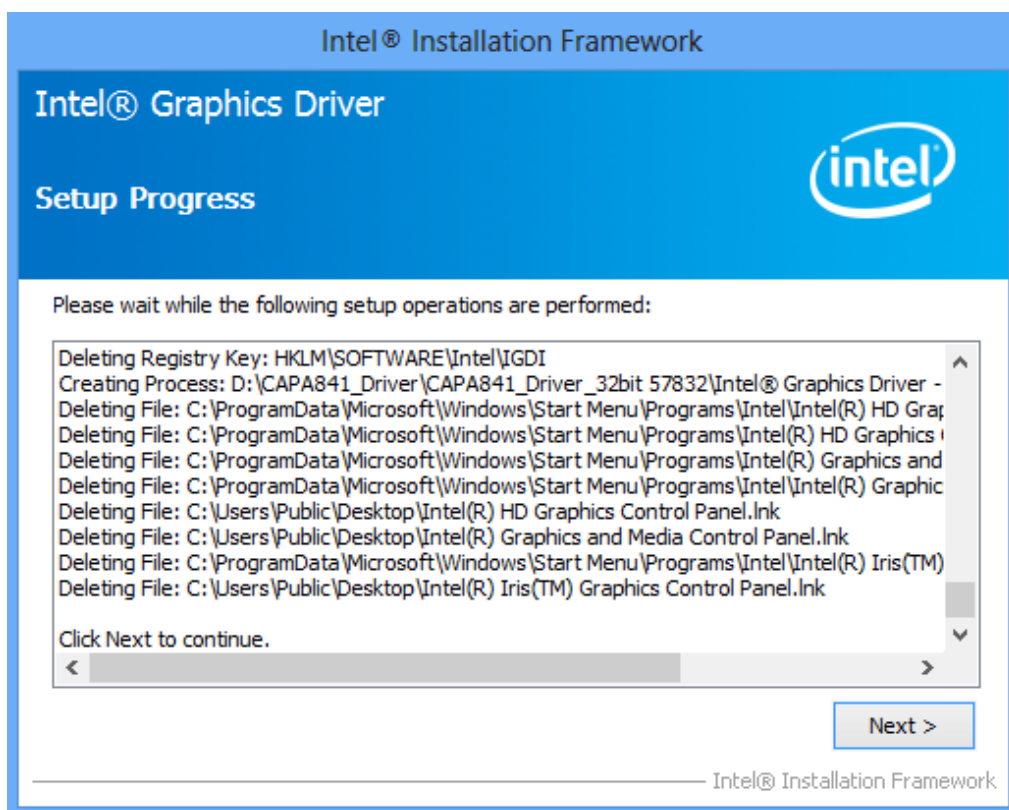 Intel® Installation Framework
Intel® Graphics Driver
intel
Setup Progress
Please wait while the following setup operations are performed:
Deleting Registry Key: HKLM\SOFTWARE\Intel\IGDI
Creating Process: D:\CAPA841_Driver\CAPA841_Driver_32bit 57832\Intel® Graphics Driver -
Deleting File: C:\ProgramData\Microsoft\Windows\Start Menu\Programs\Intel\Intel(R) HD Grap
Deleting File: C:\ProgramData\Microsoft\Windows\Start Menu\Programs\Intel(R) HD Graphics
Deleting File: C:\ProgramData\Microsoft\Windows\Start Menu\Programs\Intel(R) Graphics and
Deleting File: C:\ProgramData\Microsoft\Windows\Start Menu\Programs\Intel\Intel(R) Graphic
Deleting File: C:\Users\Public\Desktop\Intel(R) HD Graphics Control Panel.lnk
Deleting File: C:\Users\Public\Desktop\Intel(R) Graphics and Media Control Panel.lnk
Deleting File: C:\ProgramData\Microsoft\Windows\Start Menu\Programs\Intel\Intel(R) Iris(TM)
Deleting File: C:\Users\Public\Desktop\Intel(R) Iris(TM) Graphics Control Panel.lnk
Click Next to continue.
Next >
Intel® Installation Framework